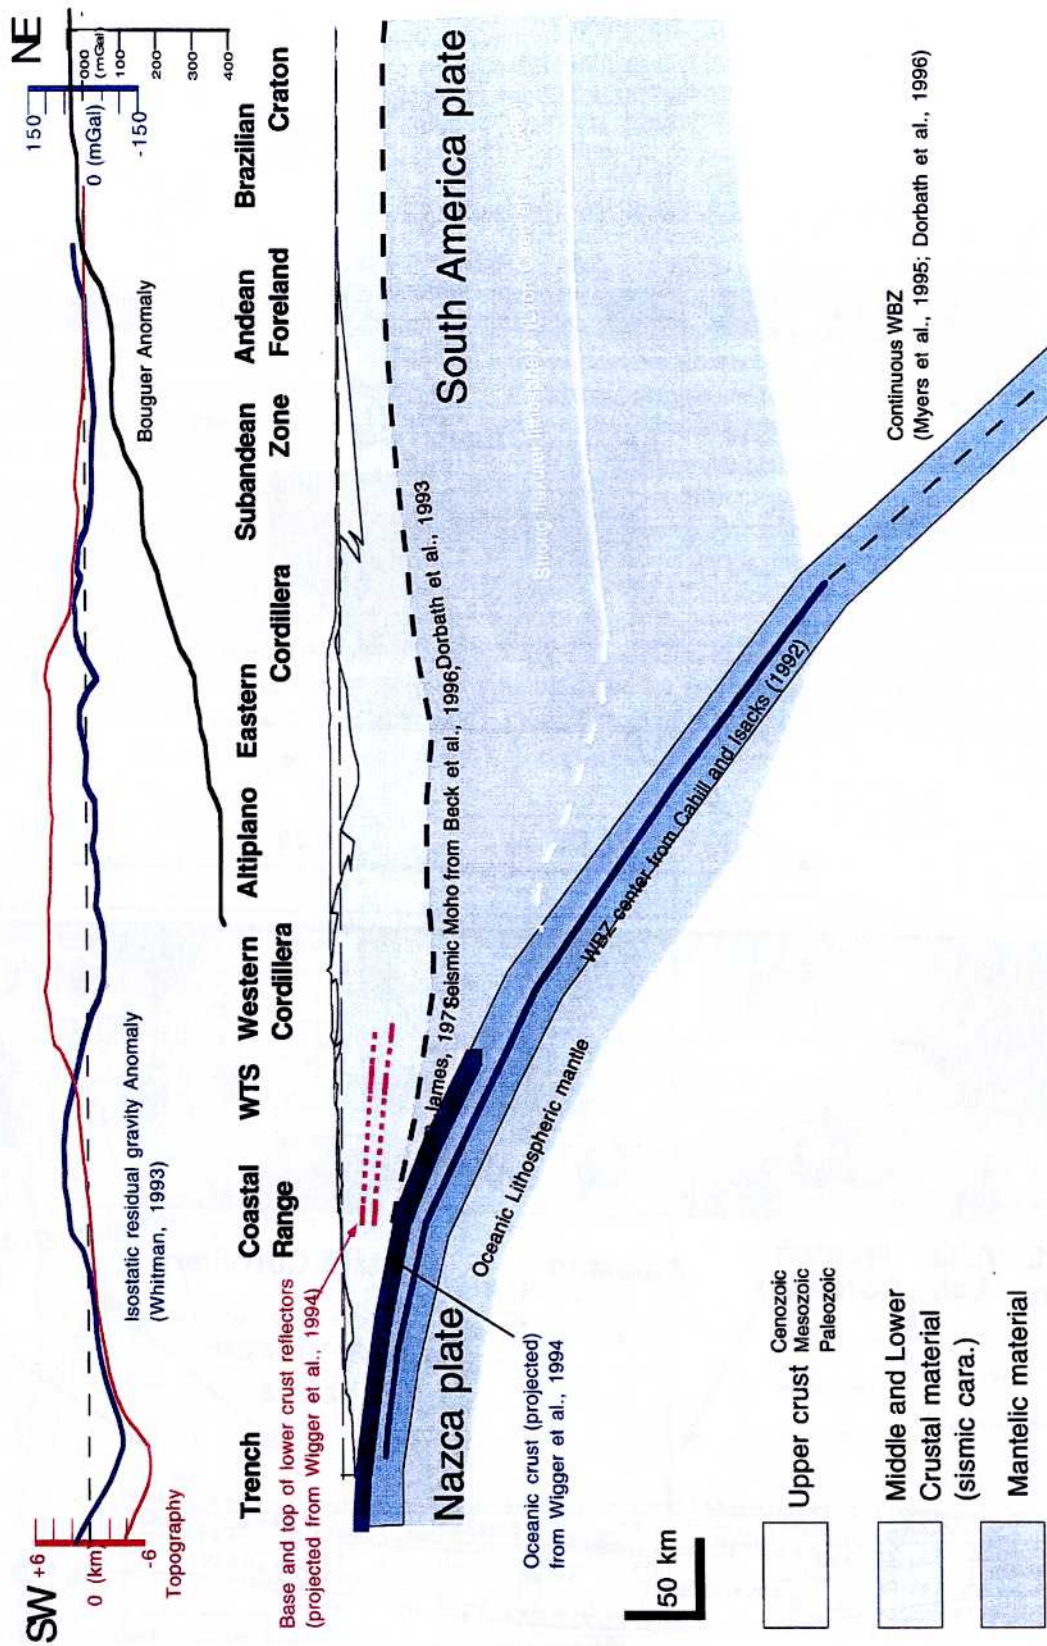 SW
NE
+6
0 (km)
-6
Topography
Isostatic residual gravity Anomaly
(Whitman, 1993)
Bouguer Anomaly
150
0 (mGal)
-150
000
(mGal)
100
200
300
400
Trench
Coastal
Range
WTS
Western
Cordillera
Altiplano
Eastern
Cordillera
Subandean
Zone
Andean
Foreland
Brazilian
Craton
Base and top of lower crust reflectors
(projected from Wigger et al., 1994)
James, 1971
Seismic Moho from Beck et al., 1996,
Dorbath et al., 1993
South America plate
Nazca plate
Oceanic Lithospheric mantle
WBZ center from Cahill and Isacks (1992)
Oceanic crust (projected)
from Wigger et al., 1994
Continuous WBZ
(Myers et al., 1995; Dorbath et al., 1996)
50 km
Upper crust
Cenozoic
Mesozoic
Paleozoic
Middle and Lower
Crustal material
(sismic cara.)
Mantelic material